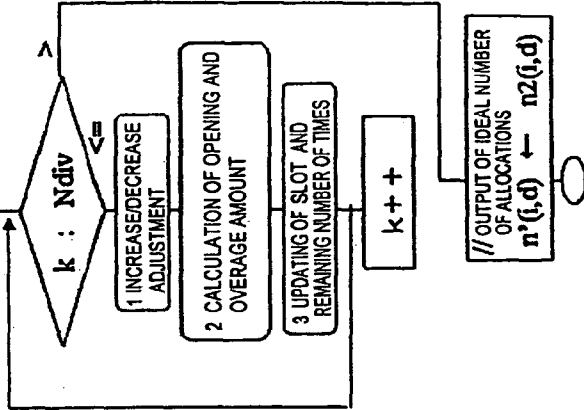 k : Ndiv
>
<=
1 INCREASE/DECREASE
ADJUSTMENT
2 CALCULATION OF OPENING AND
OVERAGE AMOUNT
3 UPDATING OF SLOT AND
REMAINING NUMBER OF TIMES
k++
// OUTPUT OF IDEAL NUMBER
OF ALLOCATIONS
n'(i,d) ← n2(i,d)